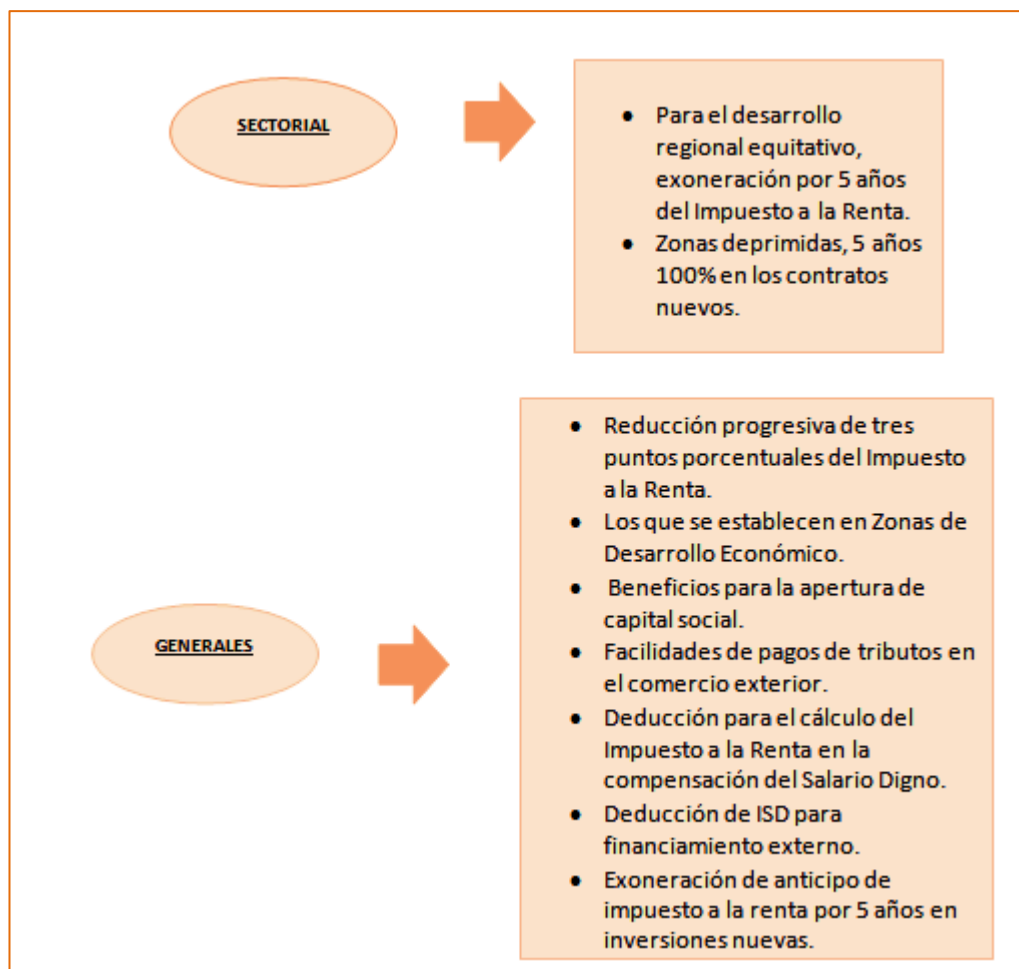 SECTORIAL
● Para el desarrollo
regional equitativo,
exoneración por 5 años
del Impuesto a la Renta.
● Zonas deprimidas, 5 años
100% en los contratos
nuevos.
GENERALES
● Reducción progresiva de tres
puntos porcentuales del Impuesto
a la Renta.
● Los que se establecen en Zonas de
Desarrollo Económico.
● Beneficios para la apertura de
capital social.
● Facilidades de pagos de tributos en
el comercio exterior.
● Deducción para el cálculo del
Impuesto a la Renta en la
compensación del Salario Digno.
● Deducción de ISD para
financiamiento externo.
● Exoneración de anticipo de
impuesto a la renta por 5 años en
inversiones nuevas.